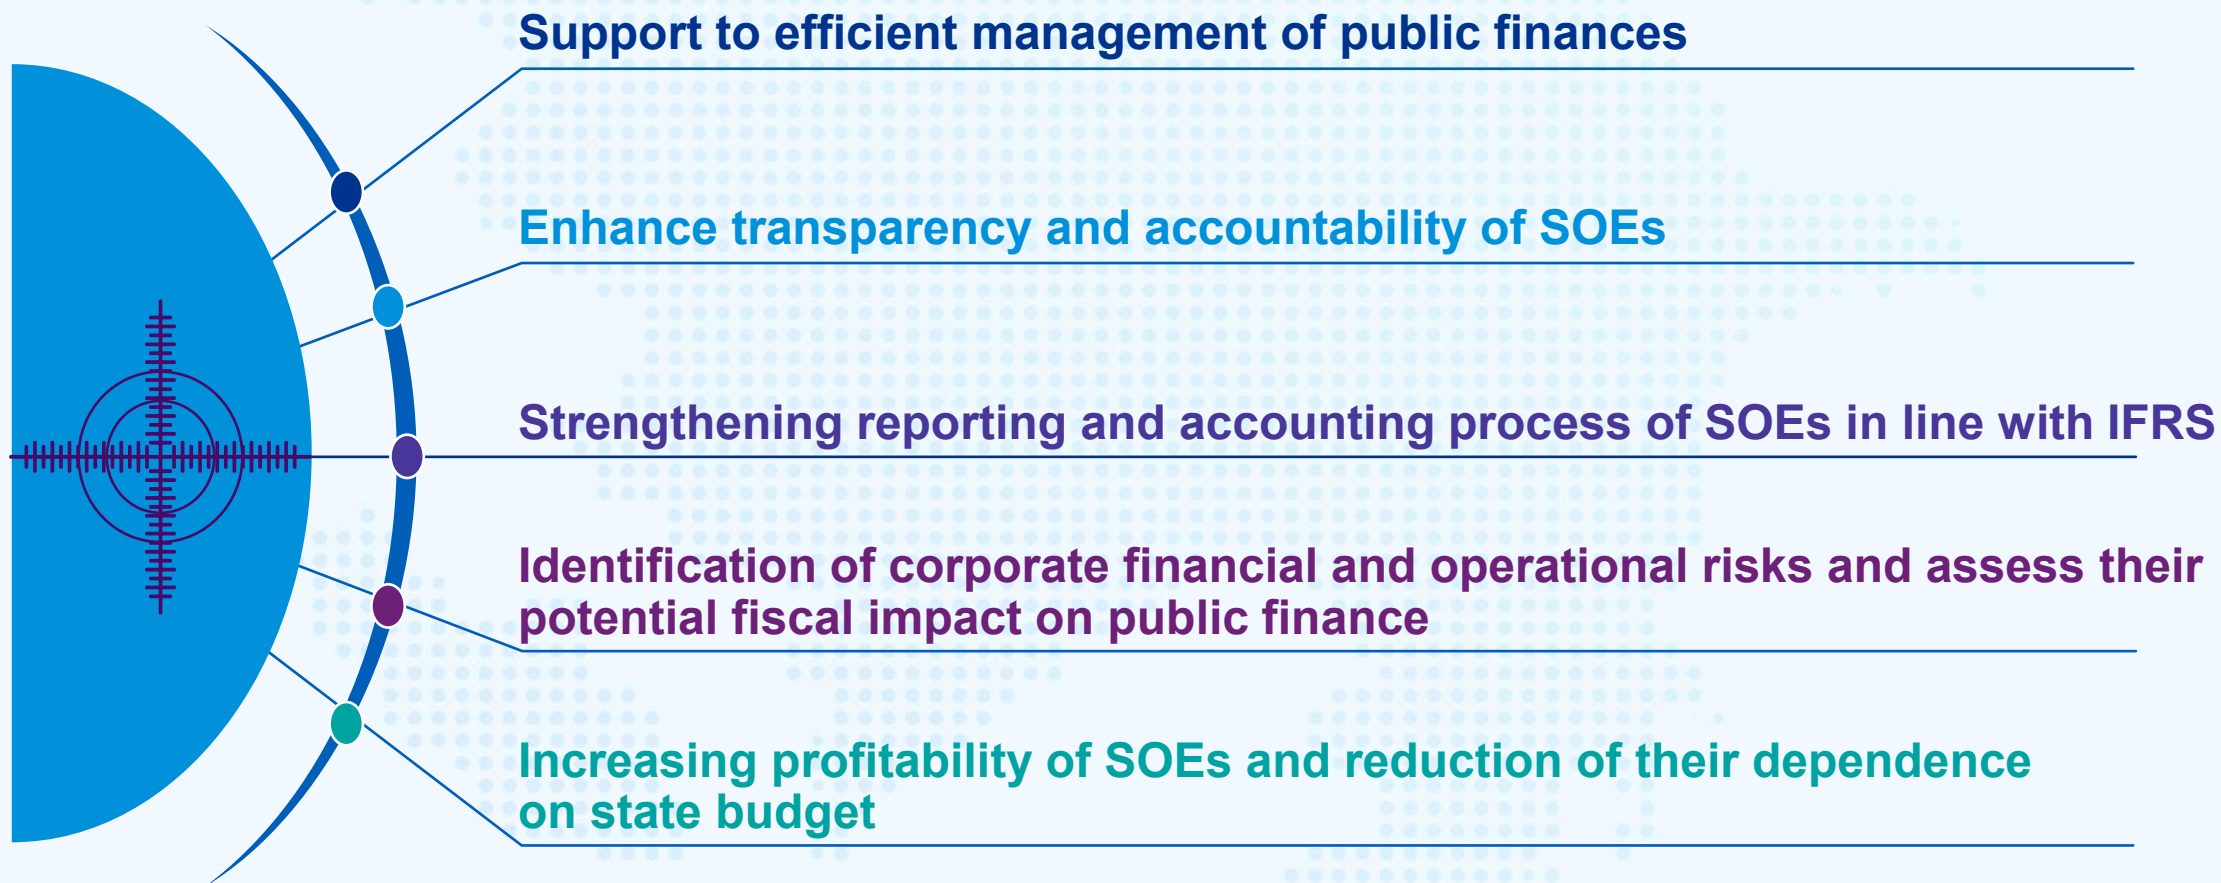 Support to efficient management of public finances
Enhance transparency and accountability of SOEs
Strengthening reporting and accounting process of SOEs in line with IFRS
Identification of corporate financial and operational risks and assess their
potential fiscal impact on public finance
Increasing profitability of SOEs and reduction of their dependence
on state budget